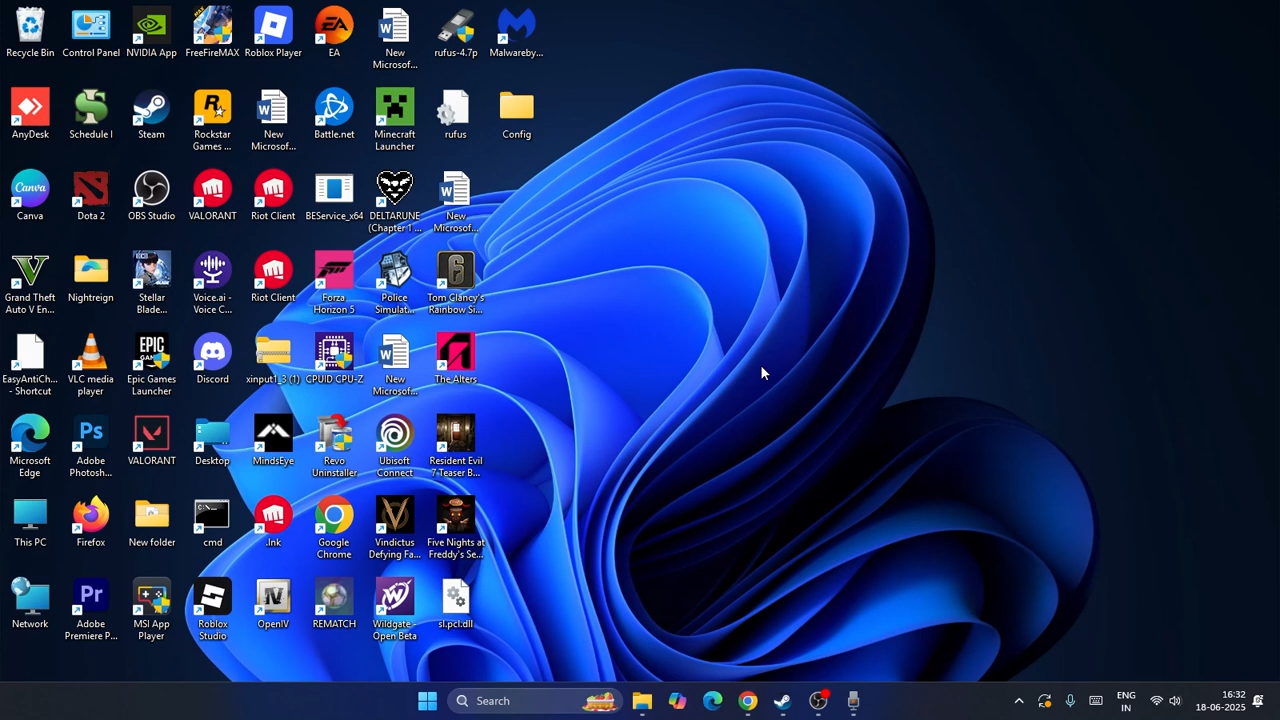 Recycle Bin
Control Panel
NVIDIA App
FreeFireMAX
Roblox Player
EA
New
Microsof...
rufus-4.7p
Malwareby...
AnyDesk
Schedule I
Steam
Rockstar
Games ...
New
Microsof...
Battle.net
Minecraft
Launcher
rufus
Config
Canva
Dota 2
OBS Studio
VALORANT
Riot Client
BEService_x64
DELTARUNE
(Chapter 1 ...
New
Microsof...
Grand Theft
Auto V En...
Nightreign
Stellar
Blade...
Voice.ai -
Voice C...
Riot Client
Forza
Horizon 5
Police
Simulat...
Tom Clancy's
Rainbow Si...
EasyAntiCh...
- Shortcut
VLC media
player
Epic Games
Launcher
Discord
xinput1_3 (1)
CPUID CPU-Z
New
Microsof...
The Alters
Microsoft
Edge
Adobe
Photosh...
VALORANT
Desktop
MindsEye
Revo
Uninstaller
Ubisoft
Connect
Resident Evil
7 Teaser B...
This PC
Firefox
New folder
cmd
.lnk
Google
Chrome
Vindictus
Defying Fa...
Five Nights at
Freddy's Se...
Network
Adobe
Premiere P...
MSI App
Player
Roblox
Studio
OpenIV
REMATCH
Wildgate -
Open Beta
sl.pcl.dll
Search
ENG
IN
16:32
18-06-2025